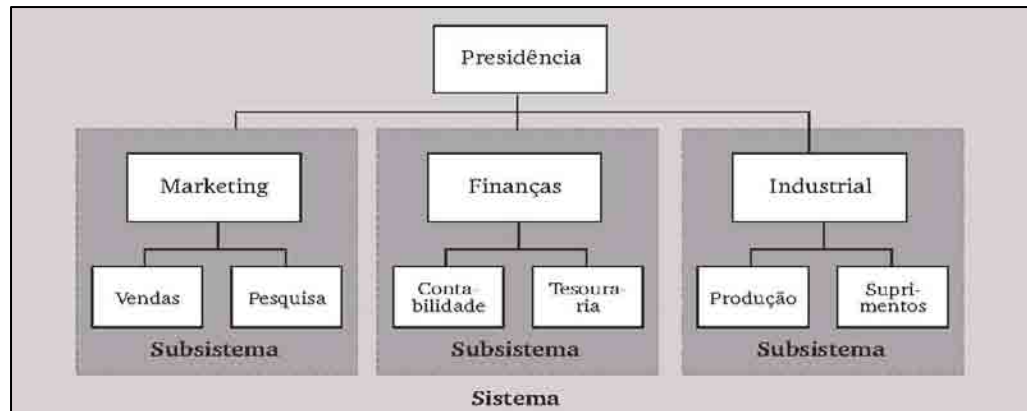 Presidência
Marketing
Finanças
Industrial
Vendas
Pesquisa
Conta-
bilidade
Tesoura-
ria
Produção
Supri-
mentos
Subsistema
Subsistema
Subsistema
Sistema